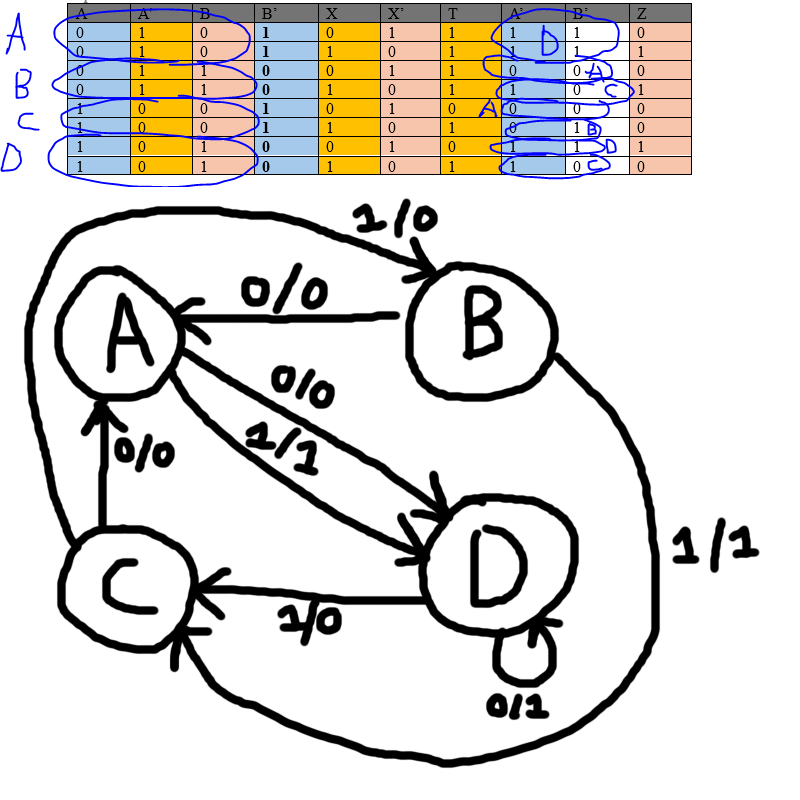 A A’ B B’ X X’ T A’ B’ Z
A 0 1 0 1 0 1 1 1 D 1 0
0 1 0 1 1 0 1 1 1 1
B 0 1 1 0 0 1 1 0 0 A 0
0 1 1 0 1 0 1 1 0 C 1
C 1 0 0 1 0 1 0 A 0 0 0
1 0 0 1 1 0 1 0 1 B 0
D 1 0 1 0 0 1 0 1 1 D 1
1 0 1 0 1 0 1 1 0 C 0
1/0
0/0
A
B
0/0
1/1
0/0
1/1
C
D
1/0
0/1